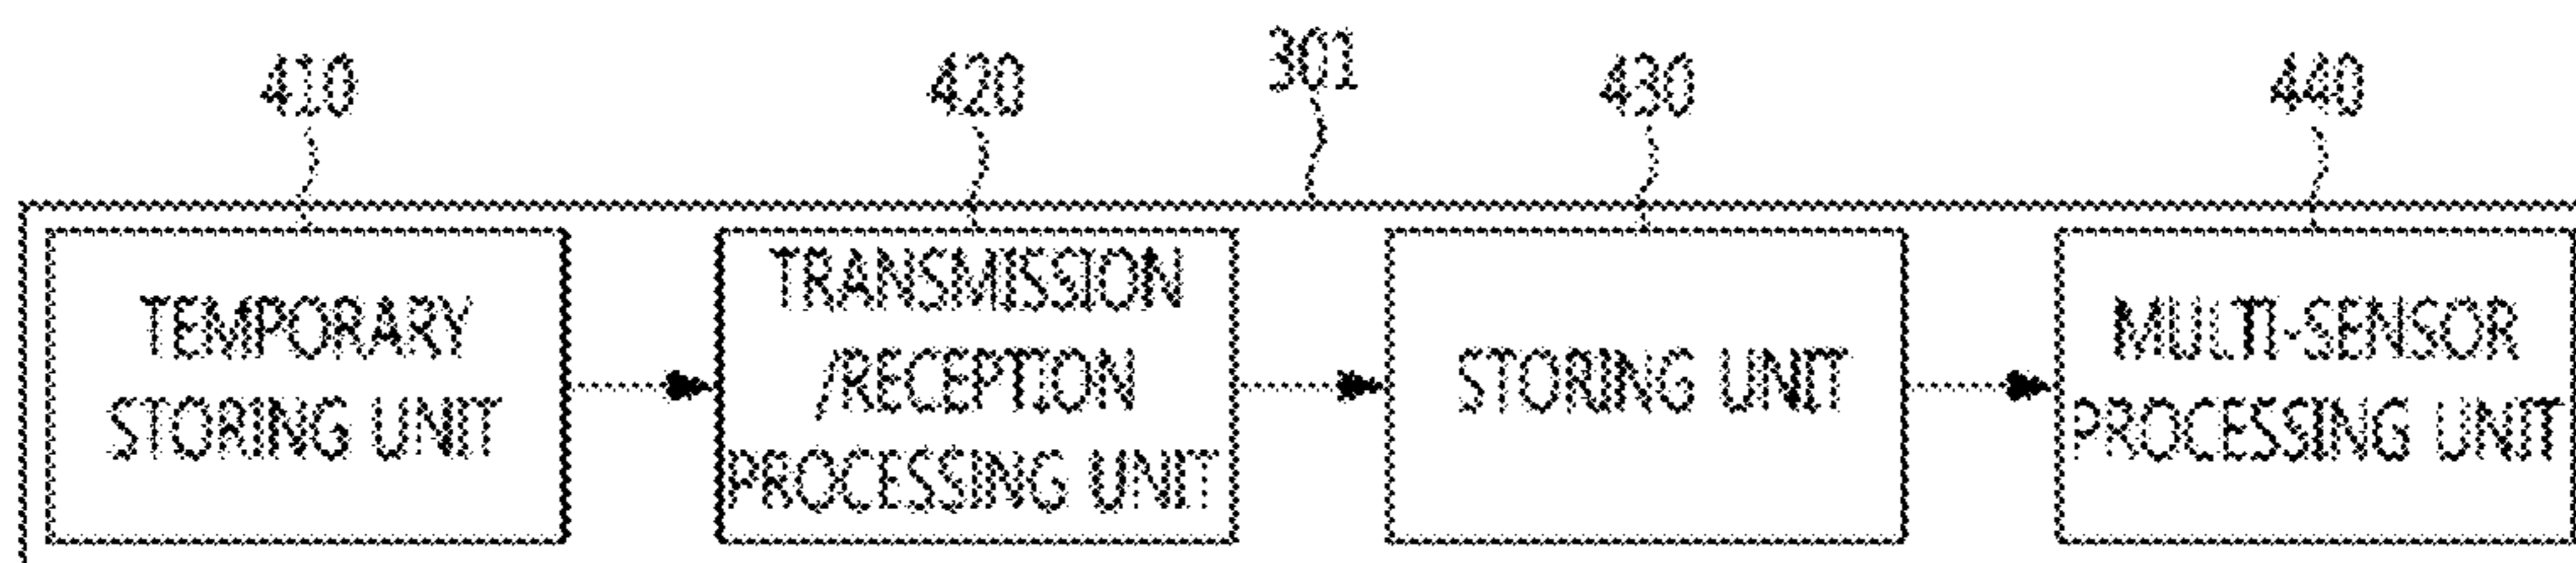 410
420
301
430
440
TEMPORARY
STORING UNIT
TRANSMISSION
/RECEPTION
PROCESSING UNIT
STORING UNIT
MULTI-SENSOR
PROCESSING UNIT